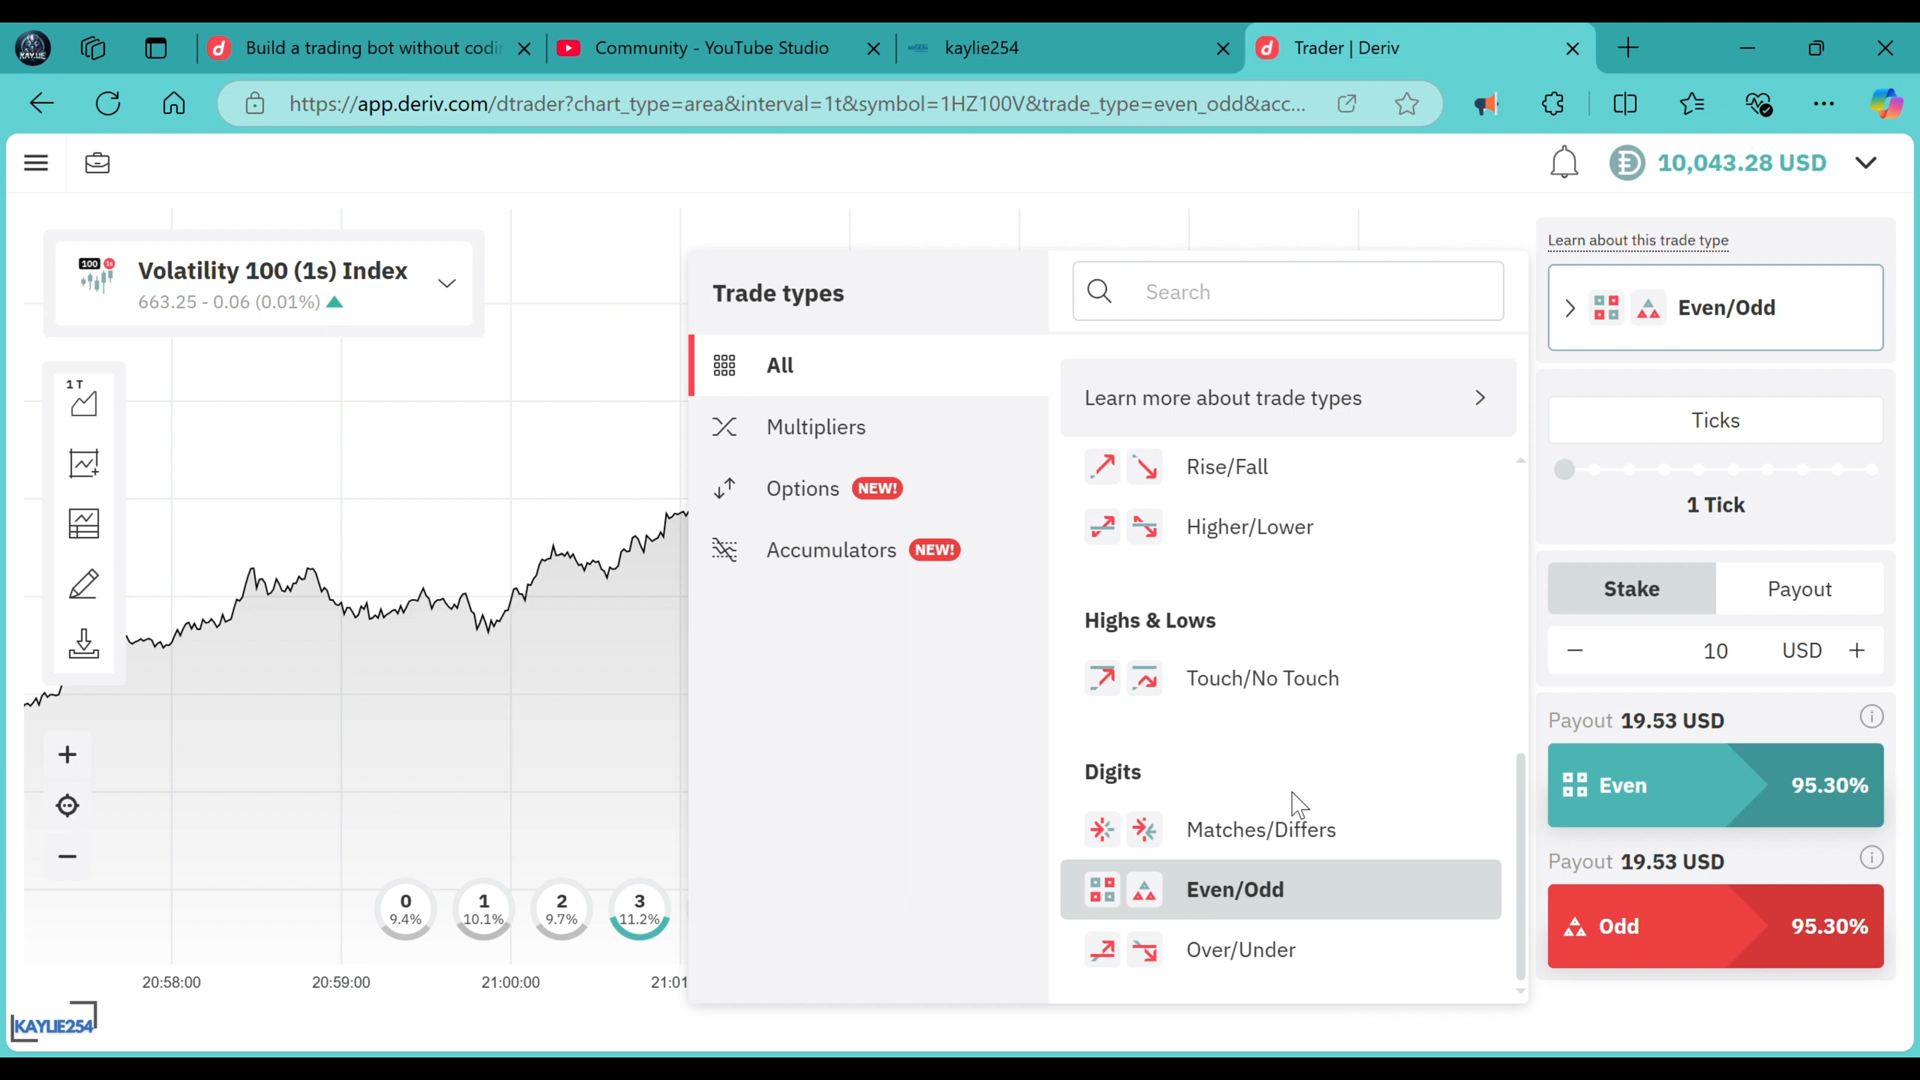 Build a trading bot without codin
Community - YouTube Studio
kaylie254
Trader | Deriv
https://app.deriv.com/dtrader?chart_type=area&interval=1t&symbol=1HZ100V&trade_type=even_odd&acc...
10,043.28 USD
100 1s
Volatility 100 (1s) Index
663.25 - 0.06 (0.01%)
1T
Trade types
Search
All
Multipliers
Options NEW!
Accumulators NEW!
Learn more about trade types
Rise/Fall
Higher/Lower
Highs & Lows
Touch/No Touch
Digits
Matches/Differs
Even/Odd
Over/Under
Learn about this trade type
Even/Odd
Ticks
1 Tick
Stake
Payout
10
USD
Payout 19.53 USD
Even
95.30%
Payout 19.53 USD
Odd
95.30%
0
9.4%
1
10.1%
2
9.7%
3
11.2%
20:58:00
20:59:00
21:00:00
21:01
KAYLIE254